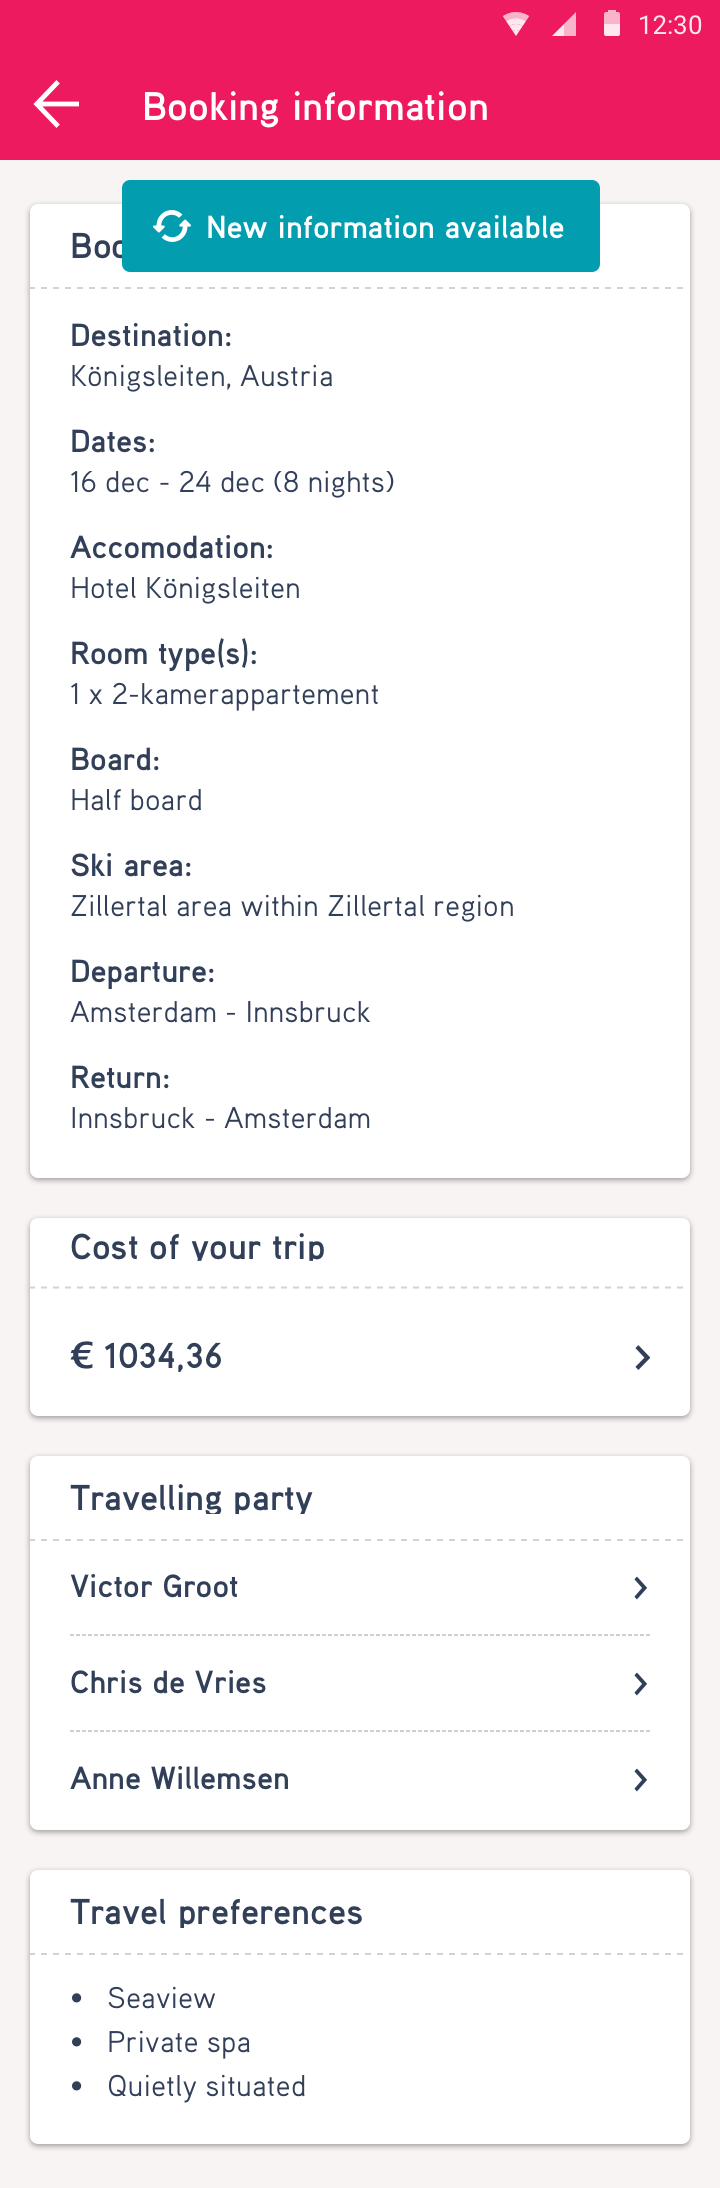 12:30
Booking information
New information available
Destination:
Königsleiten, Austria
Dates:
16 dec - 24 dec (8 nights)
Accomodation:
Hotel Königsleiten
Room type(s):
1 x 2-kamerappartement
Board:
Half board
Ski area:
Zillertal area within Zillertal region
Departure:
Amsterdam - Innsbruck
Return:
Innsbruck - Amsterdam
Cost of your trip
€ 1034,36
Travelling party
Victor Groot
Chris de Vries
Anne Willemsen
Travel preferences
• Seaview
• Private spa
• Quietly situated